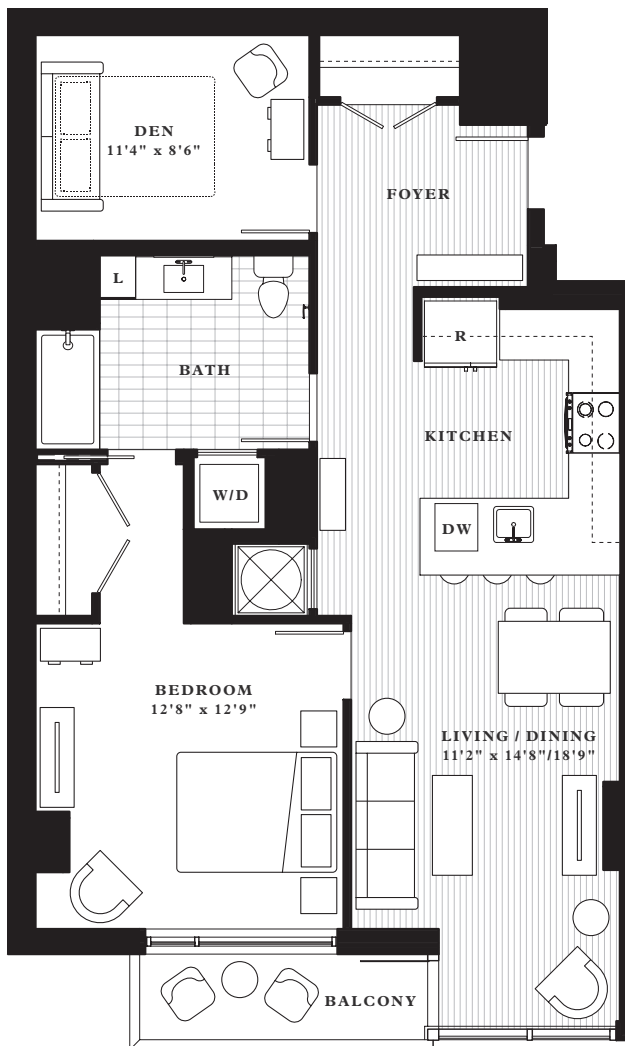 DEN
11'4" x 8'6"
FOYER
L
R
BATH
KITCHEN
W/D
DW
BEDROOM
12'8" x 12'9"
LIVING / DINING
11'2" x 14'8"/18'9"
BALCONY